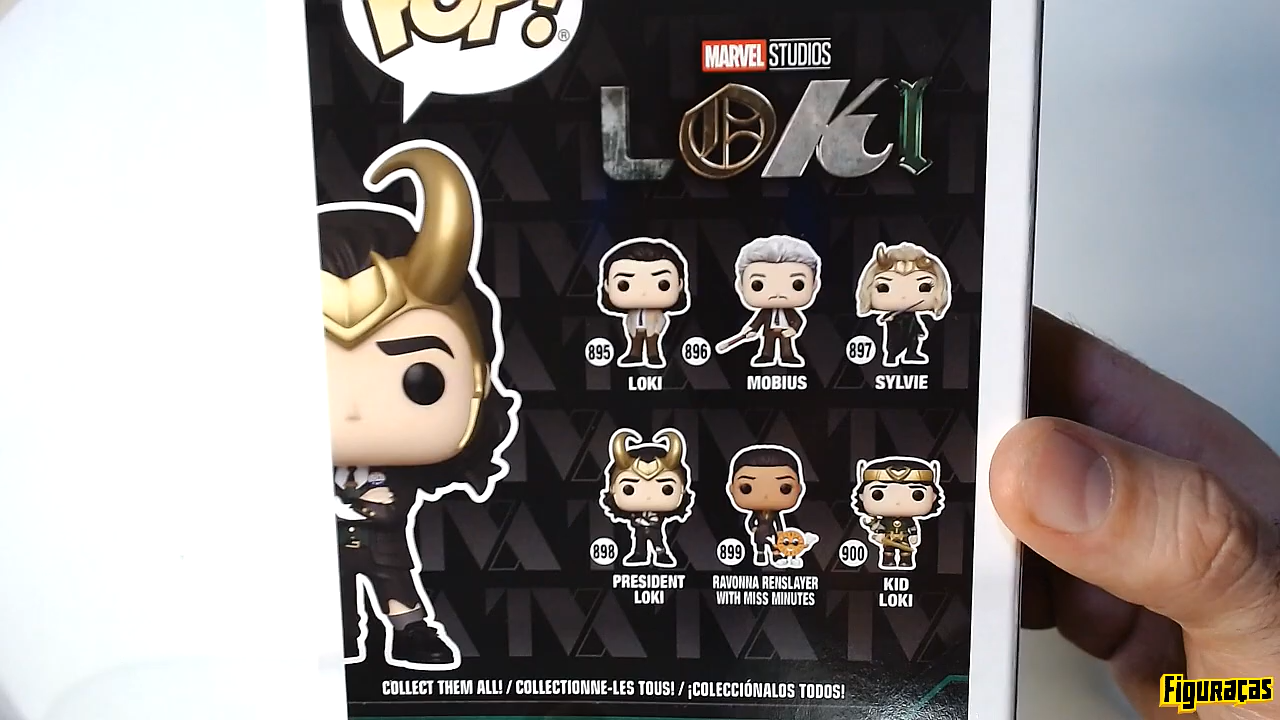 POP!®
MARVEL STUDIOS
LOKI
895
LOKI
896
MOBIUS
897
SYLVIE
898
PRESIDENT
LOKI
899
RAVONNA RENSLAYER
WITH MISS MINUTES
900
KID
LOKI
COLLECT THEM ALL! / COLLECTIONNE-LES TOUS! / ¡COLECCIÓNALOS TODOS!
Figuraças